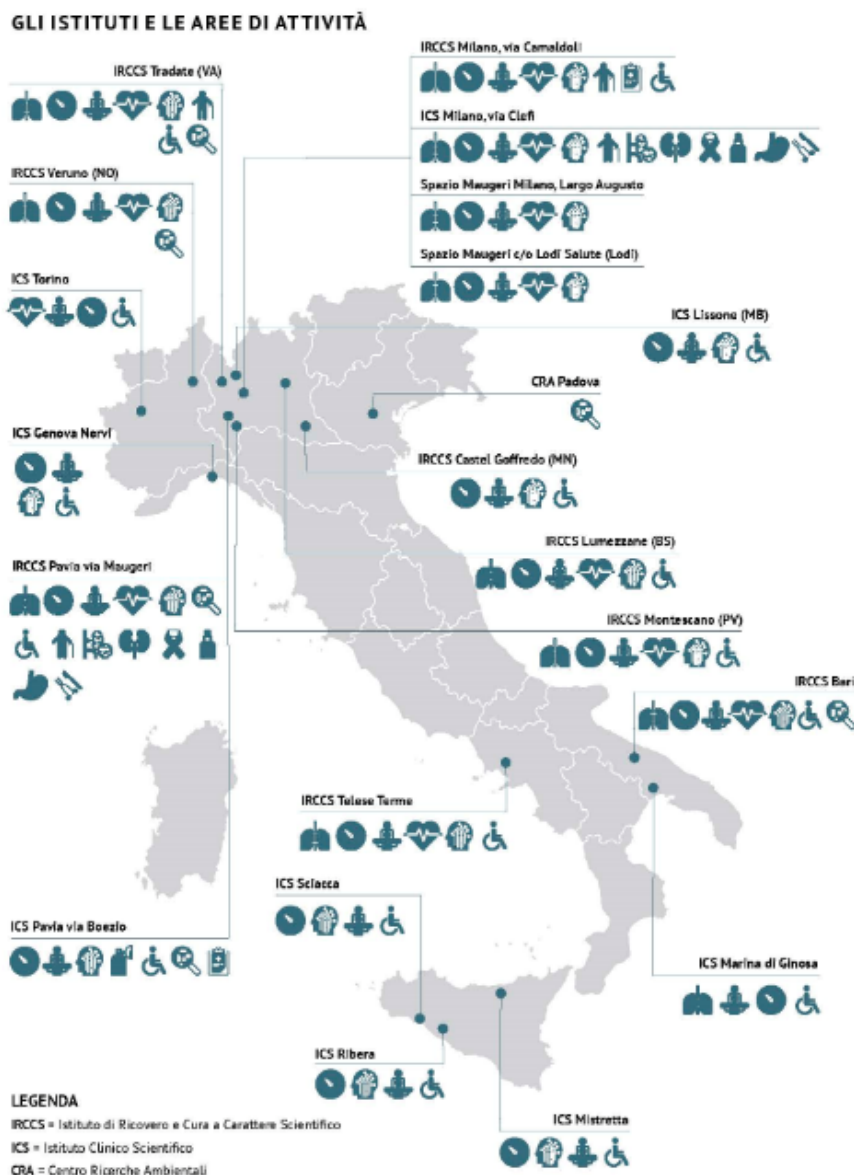 GLI ISTITUTI E LE AREE DI ATTIVITÀ
IRCCS Tradate (VA)
IRCCS Veruno (NO)
ICS Torino
ICS Genova Nervi
IRCCS Pavia via Maugeri
ICS Pavia via Boezio
IRCCS Milano, via Camaldoli
ICS Milano, via Clefi
Spazio Maugeri Milano, Largo Augusto
Spazio Maugeri c/o Lodi Salute (Lodi)
ICS Lissone (MB)
CRA Padova
IRCCS Castel Goffredo (MN)
IRCCS Lumezzane (BS)
IRCCS Montescano (PV)
IRCCS Bari
IRCCS Telese Terme
ICS Sciacca
ICS Marina di Ginosa
ICS Ribera
ICS Mistretta
LEGENDA
IRCCS = Istituto di Ricovero e Cura a Carattere Scientifico
ICS = Istituto Clinico Scientifico
CRA = Centro Ricerche Ambientali